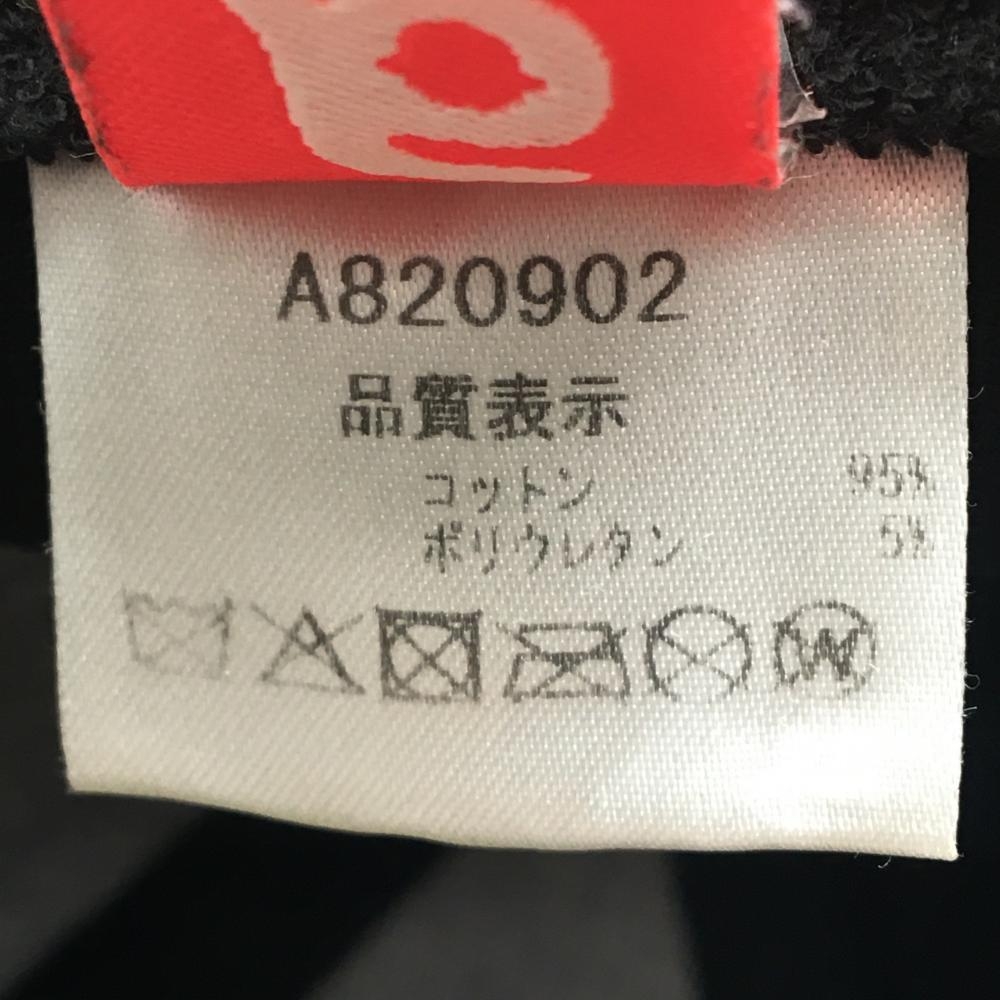 A820902
品質表示
コットン 95%
ポリウレタン 5%
W